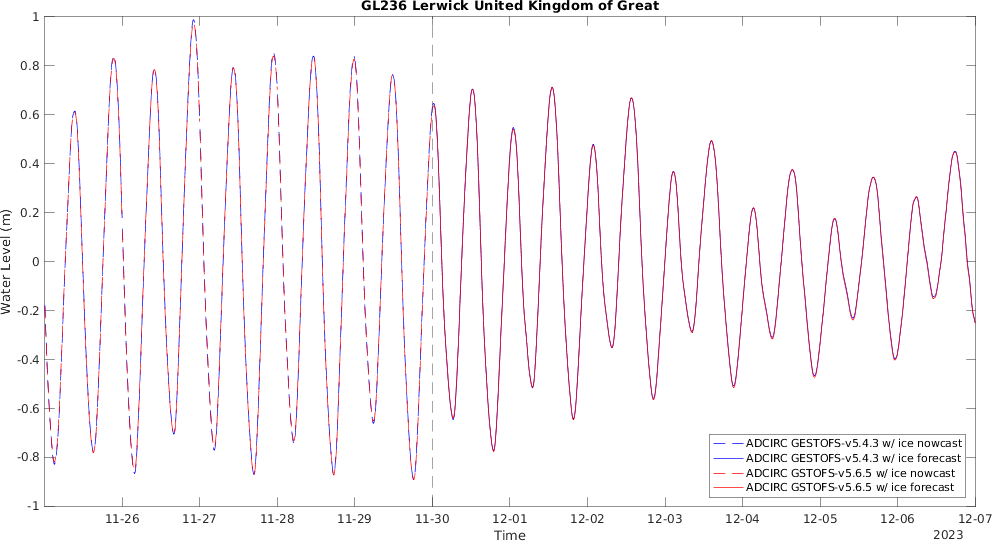 GL236 Lerwick United Kingdom of Great
Water Level (m)
1
0.8
0.6
0.4
0.2
0
-0.2
-0.4
-0.6
-0.8
-1
ADCIRC GESTOFS-v5.4.3 w/ ice nowcast
ADCIRC GESTOFS-v5.4.3 w/ ice forecast
ADCIRC GSTOFS-v5.6.5 w/ ice nowcast
ADCIRC GSTOFS-v5.6.5 w/ ice forecast
11-26 11-27 11-28 11-29 11-30 12-01 12-02 12-03 12-04 12-05 12-06 12-07
Time
2023